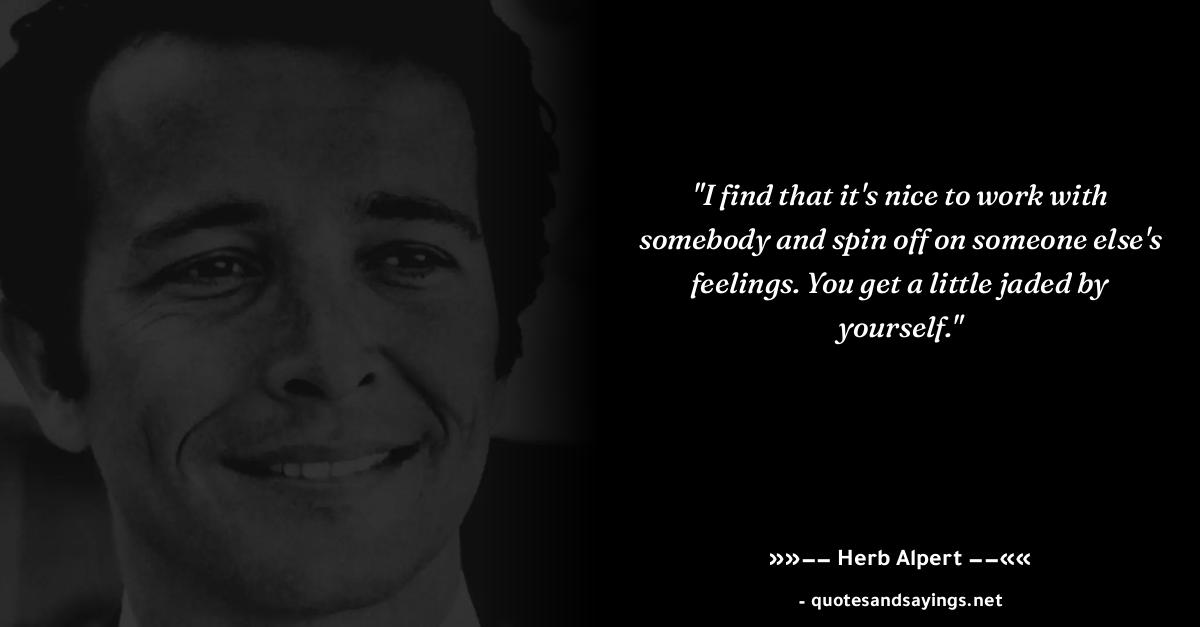 "I find that it's nice to work with
somebody and spin off on someone else's
feelings. You get a little jaded by
yourself."
»»—— Herb Alpert ——««
- quotesandsayings.net